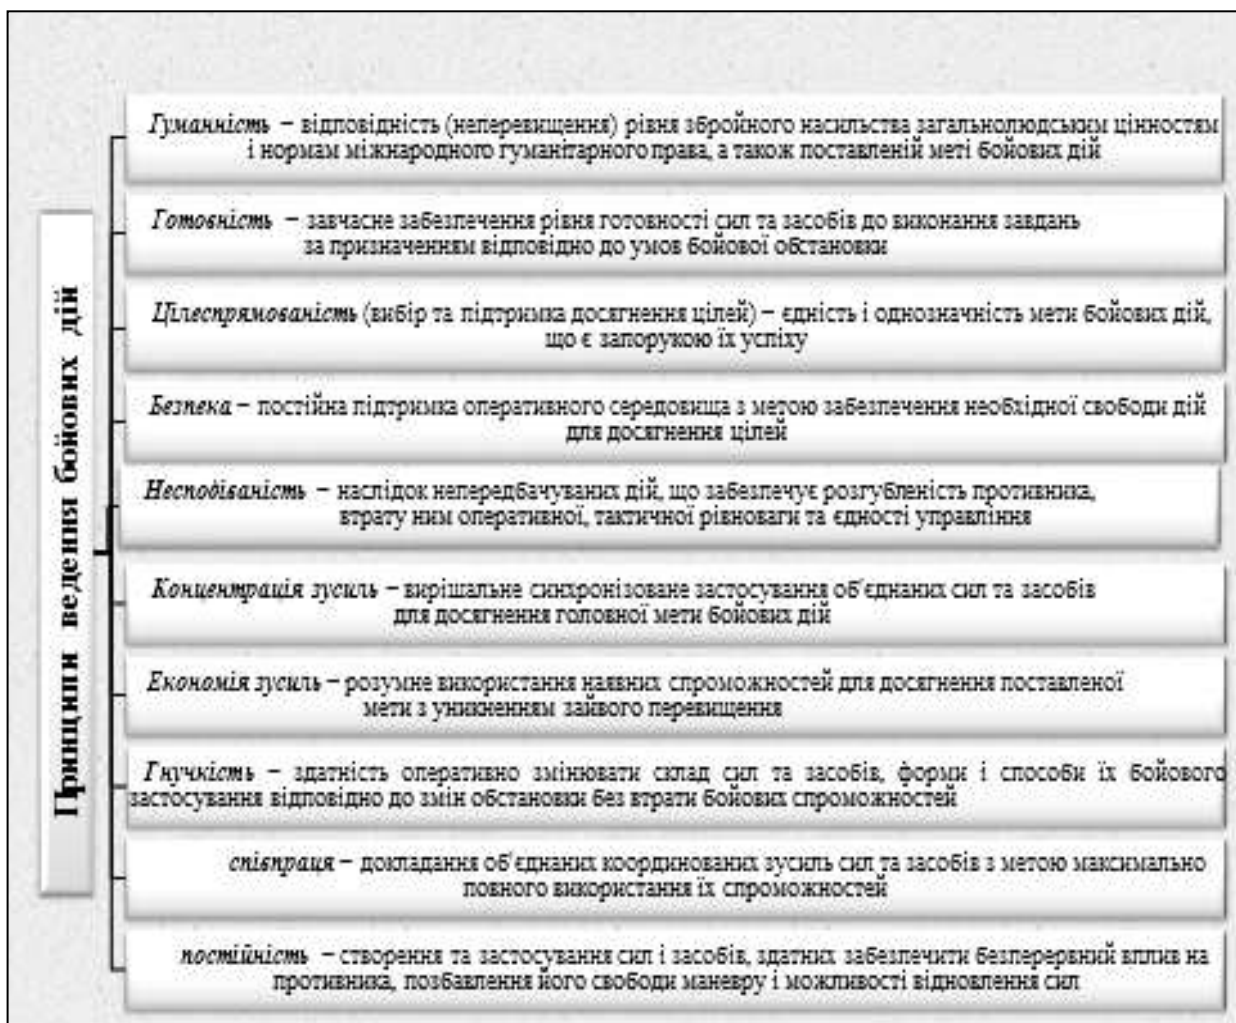 Принципи ведення бойових дій
Гуманність – відповідність (неперевищення) рівня збройного насильства загальнолюдським цінностям
і нормам міжнародного гуманітарного права, а також поставленій меті бойових дій
Готовність – завчасне забезпечення рівня готовності сил та засобів до виконання завдань
за призначенням відповідно до умов бойової обстановки
Цілеспрямованість (вибір та підтримка досягнення цілей) – єдність і однозначність мети бойових дій,
що є запорукою їх успіху
Безпека – постійна підтримка оперативного середовища з метою забезпечення необхідної свободи дій
для досягнення цілей
Несподіваність – наслідок непередбачуваних дій, що забезпечує розгубленість противника,
втрату ним оперативної, тактичної рівноваги та єдності управління
Концентрація зусиль – вирішальне синхронізоване застосування об'єднаних сил та засобів
для досягнення головної мети бойових дій
Економія зусиль – розумне використання наявних спроможностей для досягнення поставленої
мети з уникненням зайвого перевищення
Гнучкість – здатність оперативно змінювати склад сил та засобів, форми і способи їх бойового
застосування відповідно до змін обстановки без втрати бойових спроможностей
співпраця – докладання об'єднаних координованих зусиль сил та засобів з метою максимально
повного використання їх спроможностей
постійність – створення та застосування сил і засобів, здатних забезпечити безперервний вплив на
противника, позбавлення його свободи маневру і можливості відновлення сил